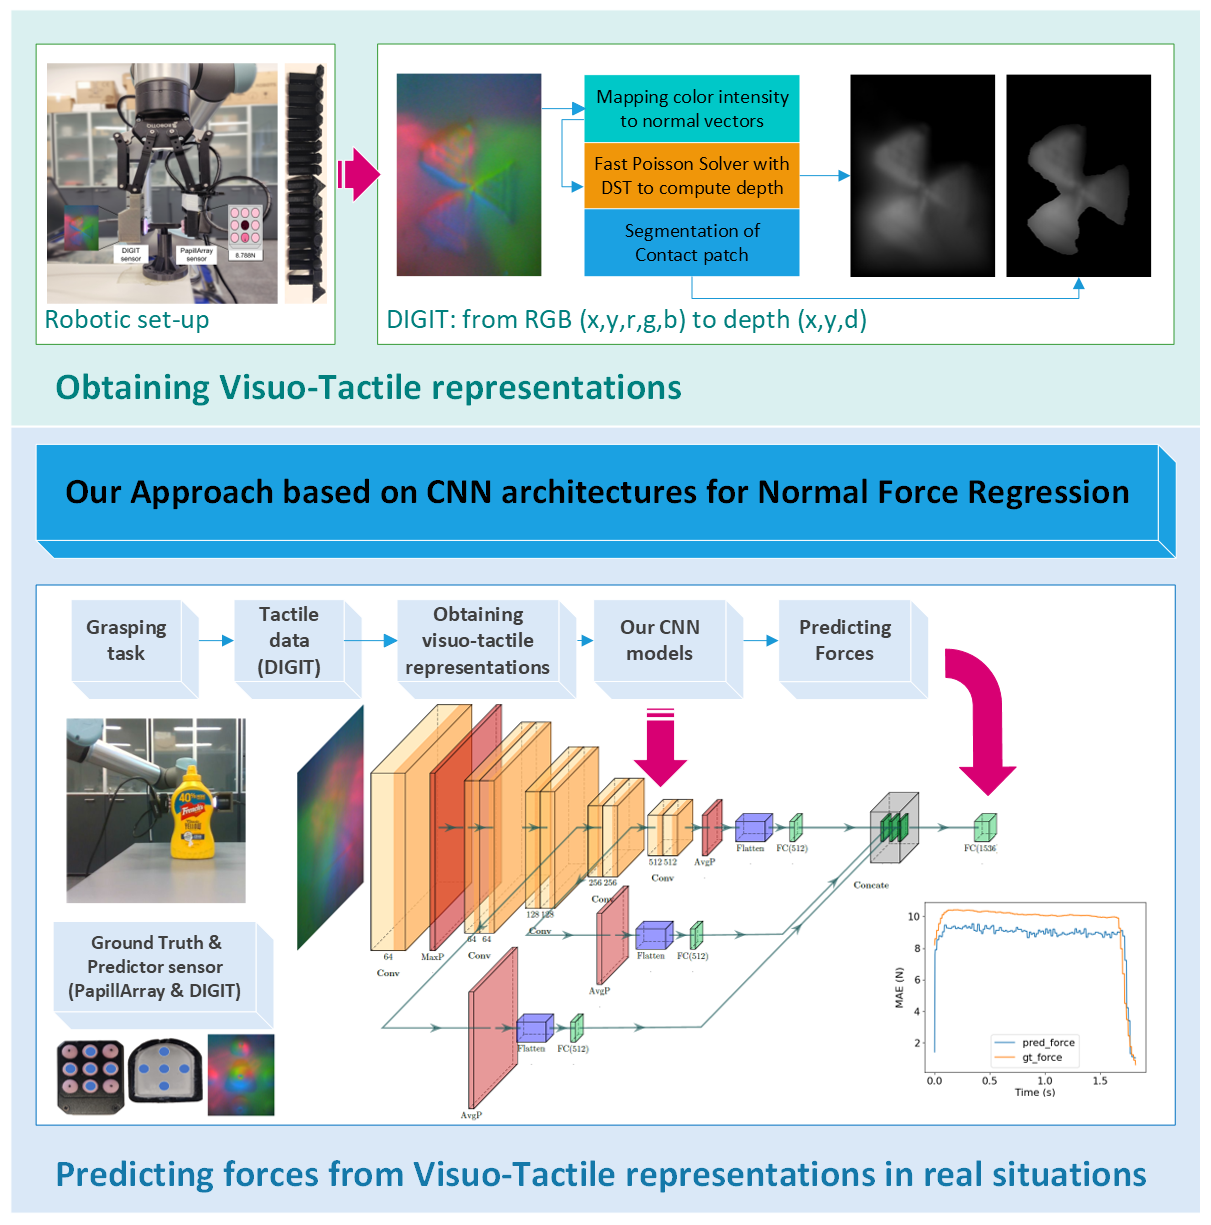 DIGIT
sensor
PapillArray
sensor
8.788N
Robotic set-up
Mapping color intensity
to normal vectors
Fast Poisson Solver with
DST to compute depth
Segmentation of
Contact patch
DIGIT: from RGB (x,y,r,g,b) to depth (x,y,d)
Obtaining Visuo-Tactile representations
Our Approach based on CNN architectures for Normal Force Regression
Grasping
task
Tactile
data
(DIGIT)
Obtaining
visuo-tactile
representations
Our CNN
models
Predicting
Forces
40%
French's
Ground Truth &
Predictor sensor
(PapillArray & DIGIT)
64
Conv
MaxP
64 64
Conv
128 128
Conv
256 256
Conv
512 512
Conv
AvgP
Flatten
FC(512)
Concate
FC(1536
AvgP
Flatten
FC(512)
AvgP
Flatten
FC(512)
MAE (N)
10
8
6
4
2
pred_force
gt_force
0.0 0.5 1.0 1.5
Time (s)
Predicting forces from Visuo-Tactile representations in real situations